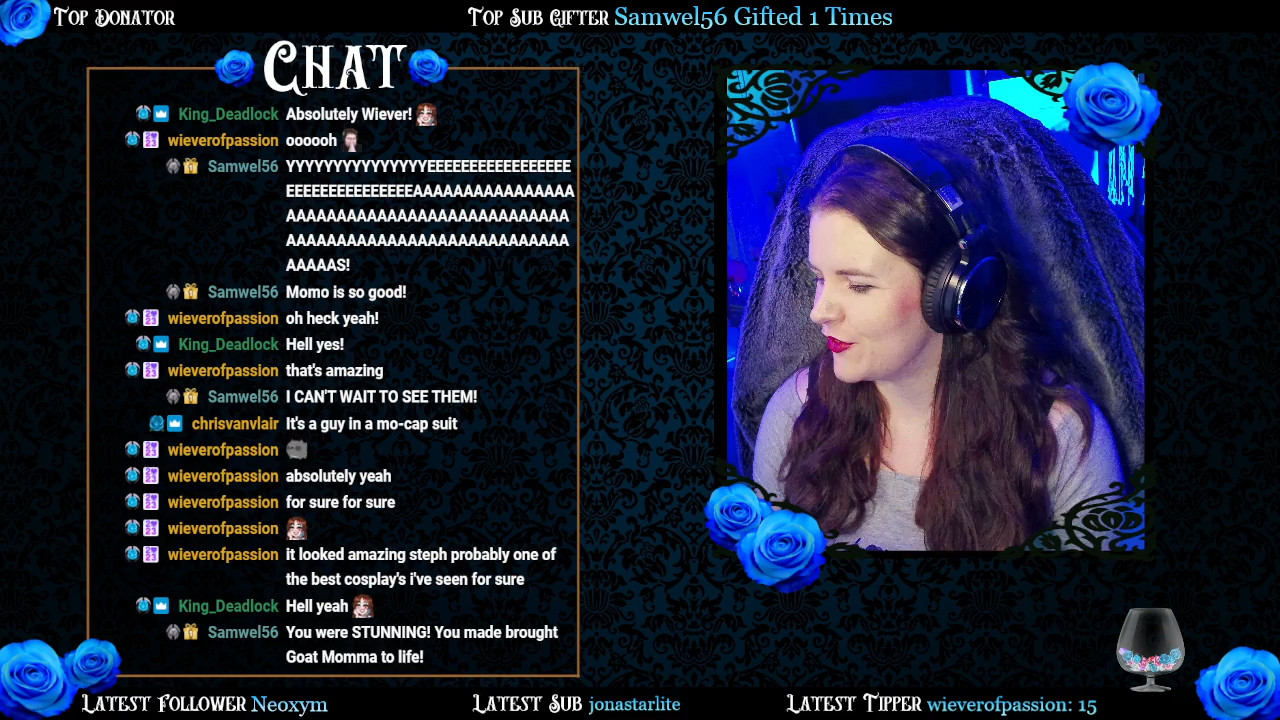 Top Donator
Top Sub Gifter Samwel56 Gifted 1 Times
Chat
King_Deadlock Absolutely Wiever!
wieverofpassion oooooh
Samwel56 YYYYYYYYYYYYYYYEEEEEEEEEEEEEEEEE
EEEEEEEEEEEEEEEAAAAAAAAAAAAAAAAA
AAAAAAAAAAAAAAAAAAAAAAAAAAAAA
AAAAAAAAAAAAAAAAAAAAAAAAAAAAA
AAAAAS!
Samwel56 Momo is so good!
wieverofpassion oh heck yeah!
King_Deadlock Hell yes!
wieverofpassion that's amazing
Samwel56 I CAN'T WAIT TO SEE THEM!
chrisvanvlair It's a guy in a mo-cap suit
wieverofpassion
wieverofpassion absolutely yeah
wieverofpassion for sure for sure
wieverofpassion
wieverofpassion it looked amazing steph probably one of
the best cosplay's i've seen for sure
King_Deadlock Hell yeah
Samwel56 You were STUNNING! You made brought
Goat Momma to life!
Latest Follower Neoxym
Latest Sub jonastarlite
Latest Tipper wieverofpassion: 15